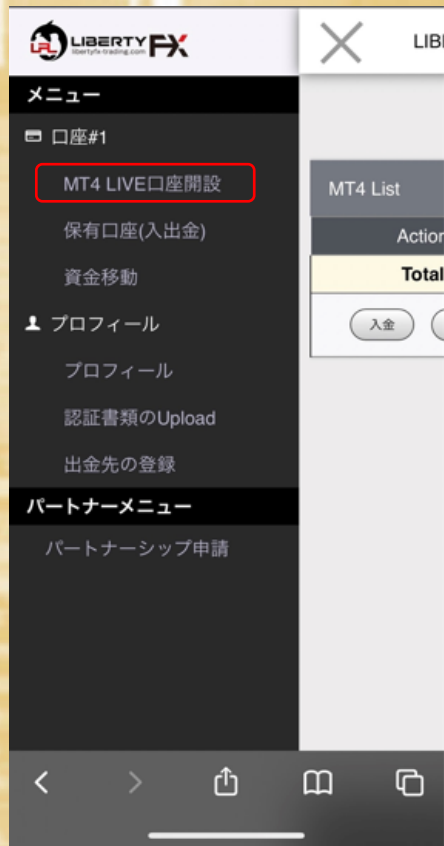 LIBERTY FX
libertyfx-trading.com
LIBE
メニュー
口座#1
MT4 LIVE口座開設
保有口座(入出金)
資金移動
プロフィール
プロフィール
認証書類のUpload
出金先の登録
パートナーメニュー
パートナーシップ申請
MT4 List
Action
Total
入金